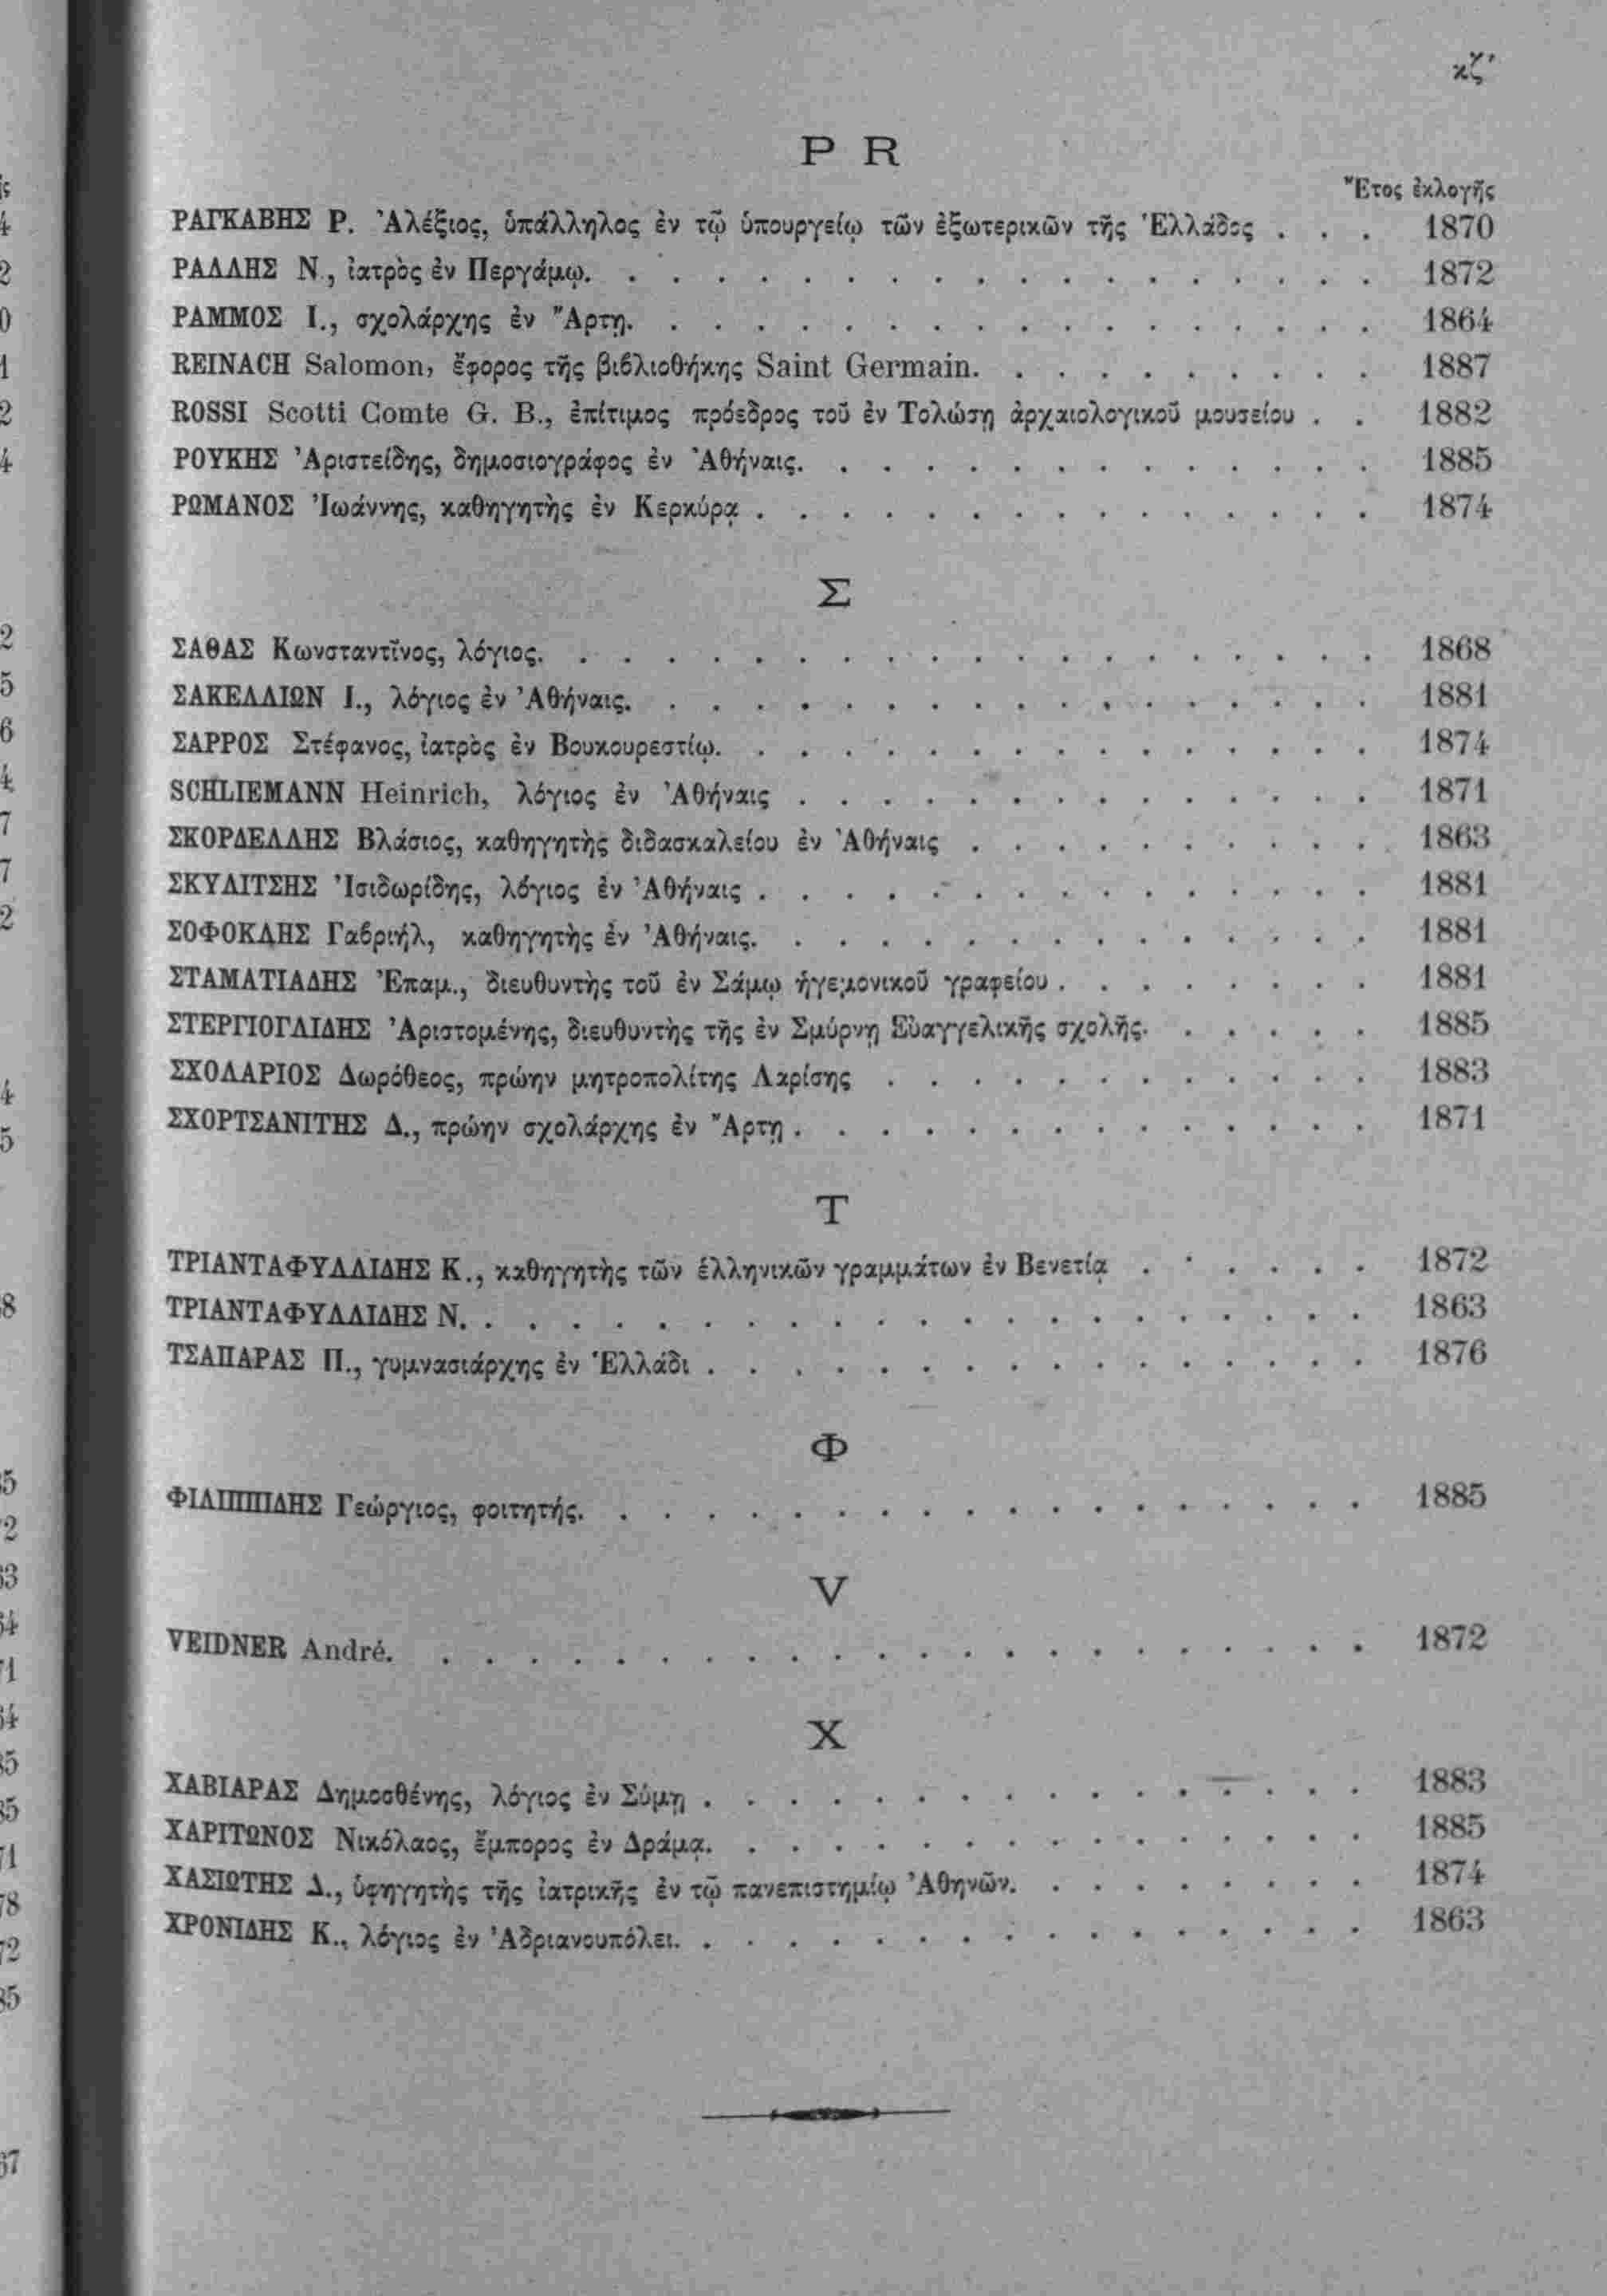 κζ′
P R
Ἔτος ἐκλογῆς
ΡΑΓΚΑΒΗΣ Ρ. Ἀλέξιος, ὑπάλληλος ἐν τῷ ὑπουργείῳ τῶν ἐξωτερικῶν τῆς Ἑλλάδος . . . 1870
ΡΑΛΛΗΣ Ν., ἰατρὸς ἐν Περγάμῳ. . . . . . . . . . . . . . . . . . . 1872
ΡΑΜΜΟΣ Ι., σχολάρχης ἐν Ἄρτῃ. . . . . . . . . . . . . . . . . . 1864
REINACH Salomon, ἔφορος τῆς βιβλιοθήκης Saint Germain. . . . . . . . . . 1887
ROSSI Scotti Comte G. B., ἐπίτιμος πρόεδρος τοῦ ἐν Τολώσῃ ἀρχαιολογικοῦ μουσείου . . 1882
ΡΟΥΚΗΣ Ἀριστείδης, δημοσιογράφος ἐν Ἀθήναις. . . . . . . . . . . . . . 1885
ΡΩΜΑΝΟΣ Ἰωάννης, καθηγητὴς ἐν Κερκύρᾳ . . . . . . . . . . . . . . . 1874
Σ
ΣΑΘΑΣ Κωνσταντῖνος, λόγιος. . . . . . . . . . . . . . . . . . . . 1868
ΣΑΚΕΛΛΙΩΝ Ι., λόγιος ἐν Ἀθήναις. . . . . . . . . . . . . . . . . . 1881
ΣΑΡΡΟΣ Στέφανος, ἰατρὸς ἐν Βουκουρεστίῳ. . . . . . . . . . . . . . . . 1874
SCHLIEMANN Heinrich, λόγιος ἐν Ἀθήναις . . . . . . . . . . . . . . 1871
ΣΚΟΡΔΕΛΛΗΣ Βλάσιος, καθηγητὴς διδασκαλείου ἐν Ἀθήναις . . . . . . . . . . 1863
ΣΚΥΛΙΤΣΗΣ Ἰσιδωρίδης, λόγιος ἐν Ἀθήναις . . . . . . . . . . . . . . . 1881
ΣΟΦΟΚΛΗΣ Γαβριήλ, καθηγητὴς ἐν Ἀθήναις. . . . . . . . . . . . . . . 1881
ΣΤΑΜΑΤΙΑΔΗΣ Ἐπαμ., διευθυντὴς τοῦ ἐν Σάμῳ ἡγεμονικοῦ γραφείου . . . . . . . . 1881
ΣΤΕΡΓΙΟΓΛΙΔΗΣ Ἀριστομένης, διευθυντὴς τῆς ἐν Σμύρνῃ Εὐαγγελικῆς σχολῆς. . . . . . 1885
ΣΧΟΛΑΡΙΟΣ Δωρόθεος, πρώην μητροπολίτης Λαρίσης . . . . . . . . . . . . 1883
ΣΧΟΡΤΣΑΝΙΤΗΣ Δ., πρώην σχολάρχης ἐν Ἄρτῃ . . . . . . . . . . . . . . 1871
Τ
ΤΡΙΑΝΤΑΦΥΛΛΙΔΗΣ Κ., καθηγητὴς τῶν ἑλληνικῶν γραμμάτων ἐν Βενετίᾳ . . . . . . 1872
ΤΡΙΑΝΤΑΦΥΛΛΙΔΗΣ Ν. . . . . . . . . . . . . . . . . . . . . . 1863
ΤΣΑΠΑΡΑΣ Π., γυμνασιάρχης ἐν Ἑλλάδι . . . . . . . . . . . . . . . . 1876
Φ
ΦΙΛΙΠΠΙΔΗΣ Γεώργιος, φοιτητής. . . . . . . . . . . . . . . . . . . 1885
V
VEIDNER André. . . . . . . . . . . . . . . . . . . . . . . 1872
Χ
ΧΑΒΙΑΡΑΣ Δημοσθένης, λόγιος ἐν Σύμῃ . . . . . . . . . . . . . . . . 1883
ΧΑΡΙΤΩΝΟΣ Νικόλαος, ἔμπορος ἐν Δράμᾳ. . . . . . . . . . . . . . . . 1885
ΧΑΣΙΩΤΗΣ Δ., ὑφηγητὴς τῆς ἰατρικῆς ἐν τῷ πανεπιστημίῳ Ἀθηνῶν. . . . . . . . . 1874
ΧΡΟΝΙΔΗΣ Κ., λόγιος ἐν Ἀδριανουπόλει. . . . . . . . . . . . . . . . . 1863